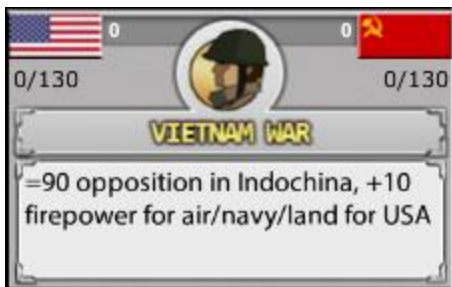 0 0
0/130 0/130
VIETNAM WAR
=90 opposition in Indochina, +10
firepower for air/navy/land for USA